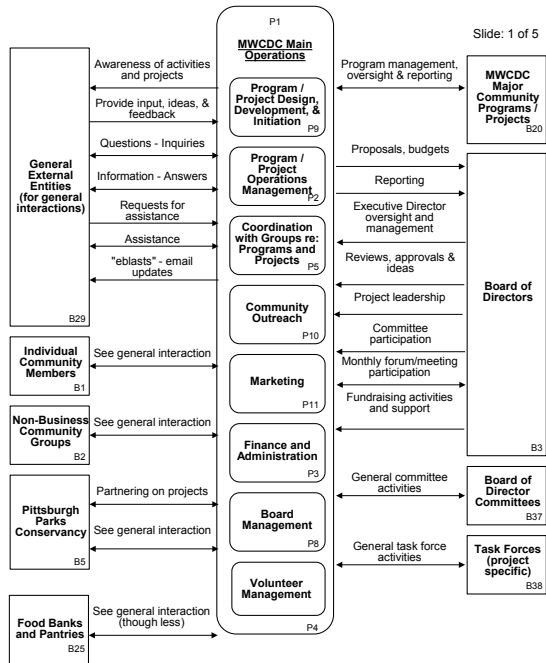 P1
MWCDC Main
Operations
Slide: 1 of 5
Awareness of activities
and projects
Provide input, ideas, &
feedback
Questions - Inquiries
Information - Answers
Requests for
assistance
Assistance
"eblasts" - email
updates
General
External
Entities
(for general
interactions)
B29
Individual
Community
Members
B1
See general interaction
Non-Business
Community
Groups
B2
See general interaction
Pittsburgh
Parks
Conservancy
B5
Partnering on projects
See general interaction
Food Banks
and Pantries
B25
See general interaction
(though less)
Program /
Project Design,
Development, &
Initiation
P9
Program /
Project
Operations
Management
P2
Coordination
with Groups re:
Programs and
Projects
P5
Community
Outreach
P10
Marketing
P11
Finance and
Administration
P3
Board
Management
P8
Volunteer
Management
P4
Program management,
oversight & reporting
MWCDC
Major
Community
Programs /
Projects
B20
Proposals, budgets
Reporting
Executive Director
oversight and
management
Reviews, approvals &
ideas
Project leadership
Committee
participation
Monthly forum/meeting
participation
Fundraising activities
and support
Board of
Directors
B3
General committee
activities
Board of
Director
Committees
B37
General task force
activities
Task Forces
(project
specific)
B38